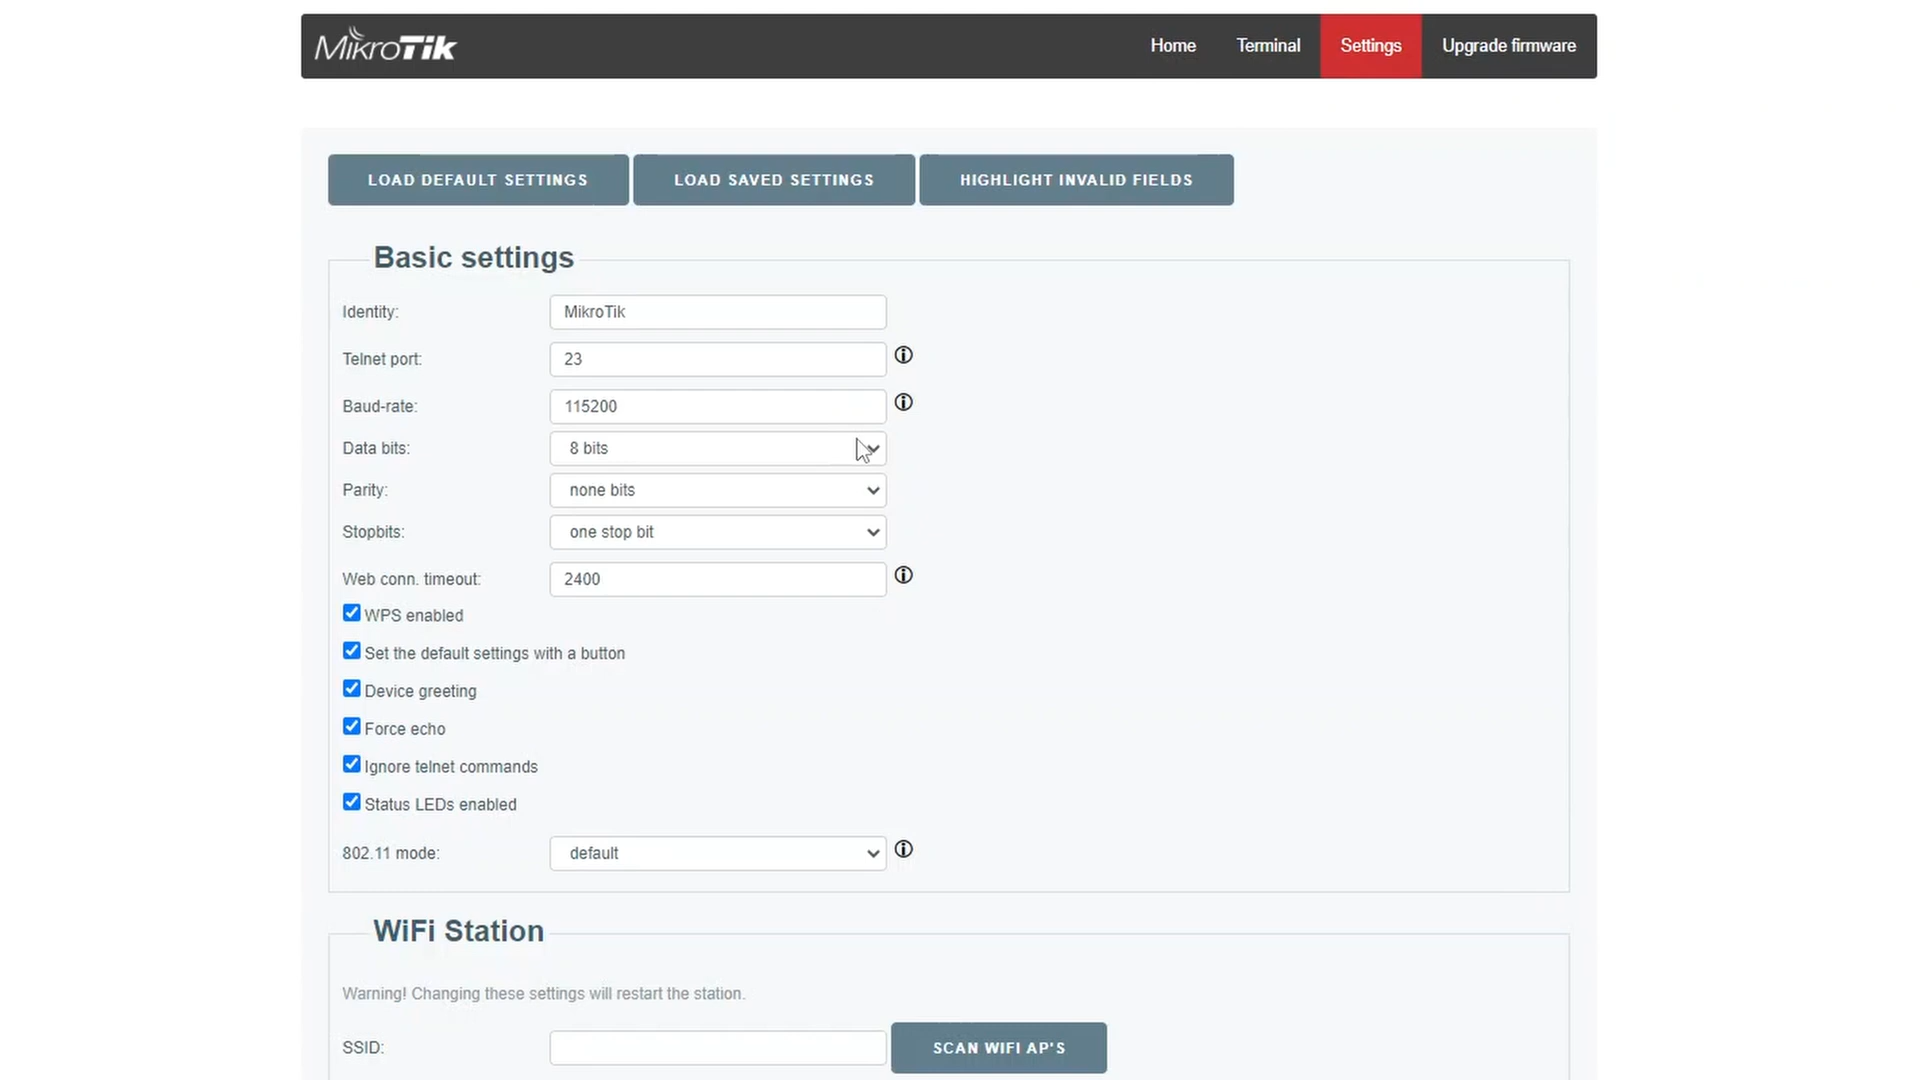 MikroTik Home Terminal Settings Upgrade firmware
LOAD DEFAULT SETTINGS LOAD SAVED SETTINGS HIGHLIGHT INVALID FIELDS
Basic settings
Identity: MikroTik
Telnet port: 23
Baud-rate: 115200
Data bits: 8 bits
Parity: none bits
Stopbits: one stop bit
Web conn. timeout: 2400
WPS enabled
Set the default settings with a button
Device greeting
Force echo
Ignore telnet commands
Status LEDs enabled
802.11 mode: default
WiFi Station
Warning! Changing these settings will restart the station.
SSID: SCAN WIFI AP'S